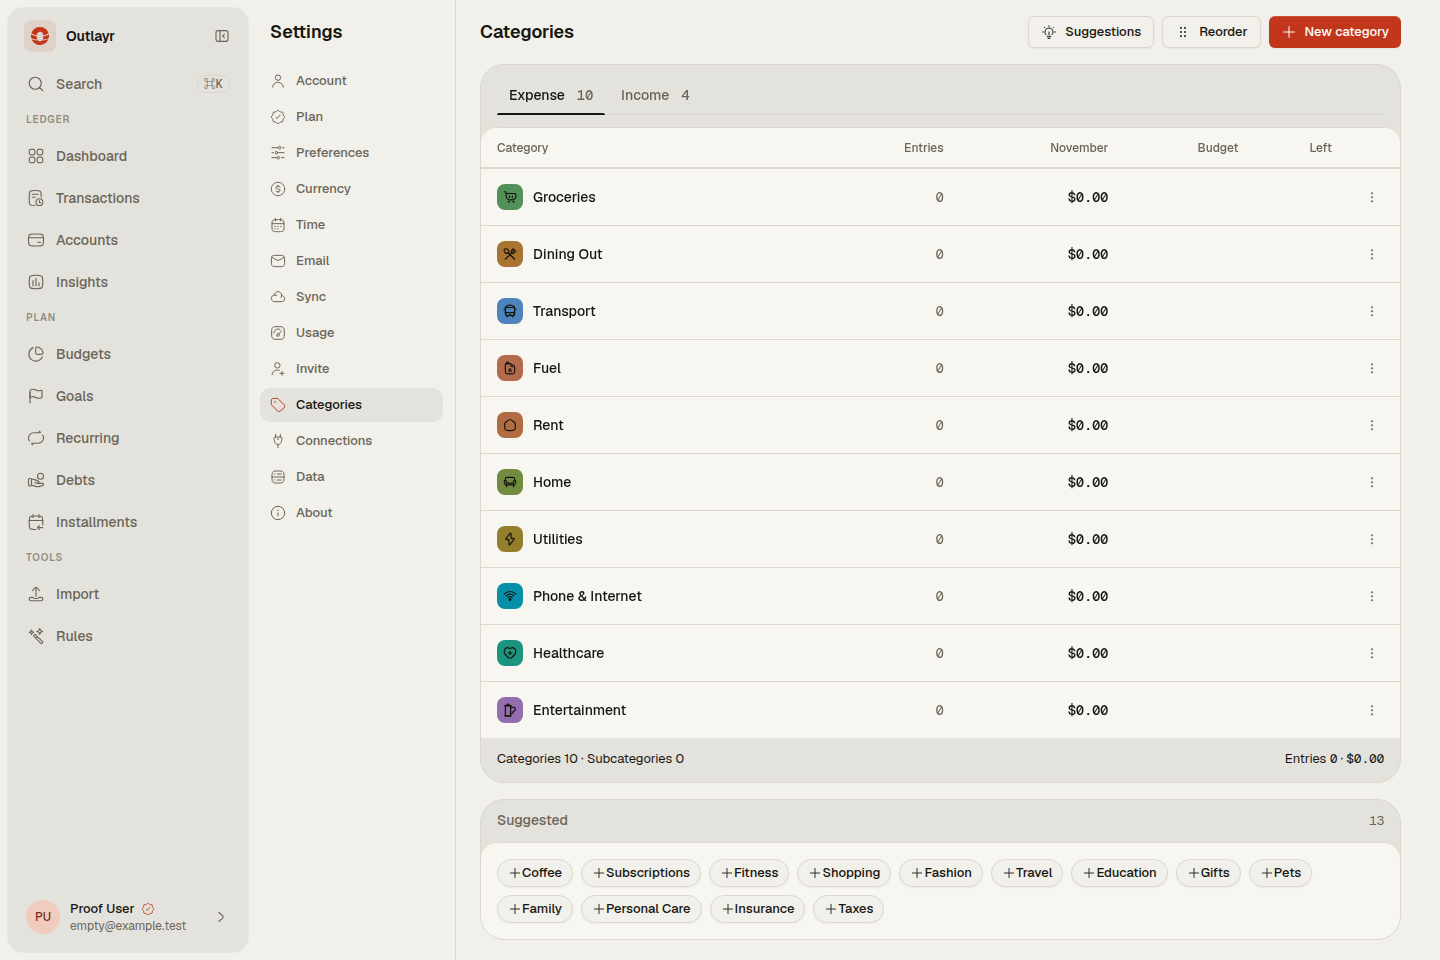 Outlayr
Search ⌘K
LEDGER
Dashboard
Transactions
Accounts
Insights
PLAN
Budgets
Goals
Recurring
Debts
Installments
TOOLS
Import
Rules
PU
Proof User
empty@example.test
Settings
Account
Plan
Preferences
Currency
Time
Email
Sync
Usage
Invite
Categories
Connections
Data
About
Categories
Suggestions
Reorder
New category
Expense 10 Income 4
Category Entries November Budget Left
Groceries 0 $0.00
Dining Out 0 $0.00
Transport 0 $0.00
Fuel 0 $0.00
Rent 0 $0.00
Home 0 $0.00
Utilities 0 $0.00
Phone & Internet 0 $0.00
Healthcare 0 $0.00
Entertainment 0 $0.00
Categories 10 · Subcategories 0 Entries 0 · $0.00
Suggested 13
+Coffee +Subscriptions +Fitness +Shopping +Fashion +Travel +Education +Gifts +Pets
+Family +Personal Care +Insurance +Taxes